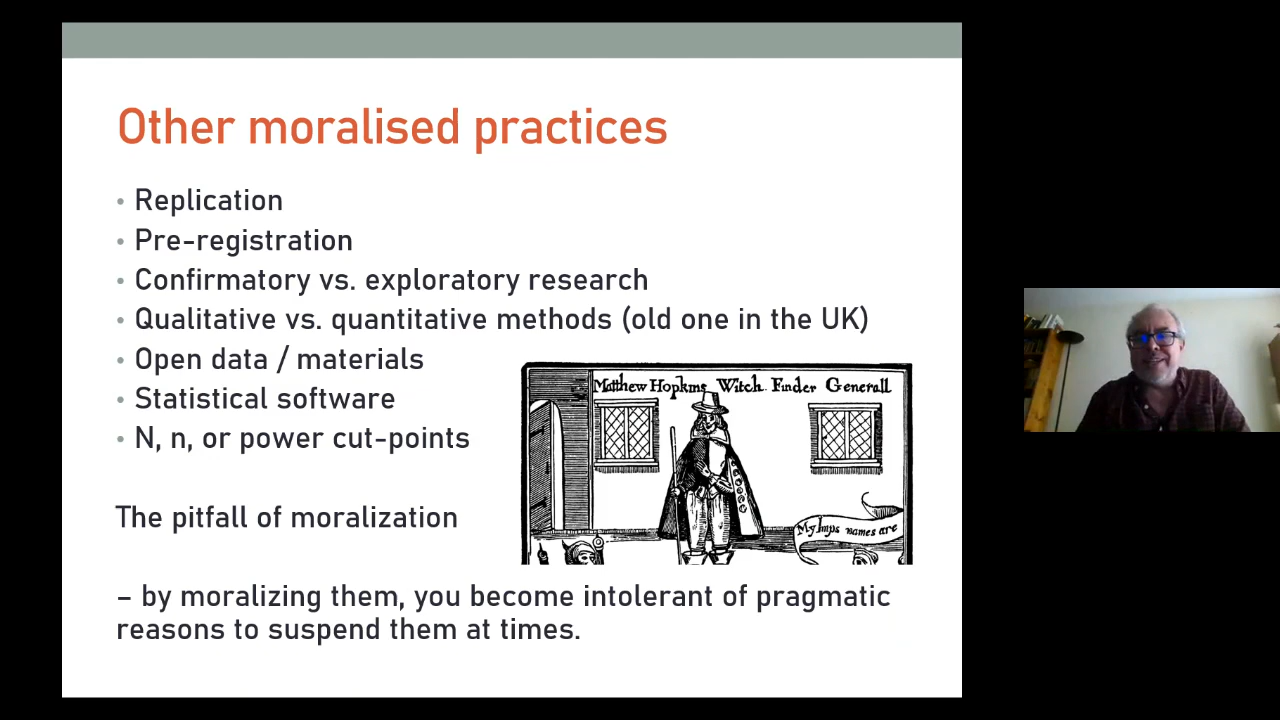 Other moralised practices
• Replication
• Pre-registration
• Confirmatory vs. exploratory research
• Qualitative vs. quantitative methods (old one in the UK)
• Open data / materials
• Statistical software
• N, n, or power cut-points
Matthew Hopkins Witch Finder Generall
My Imps names are
The pitfall of moralization
– by moralizing them, you become intolerant of pragmatic
reasons to suspend them at times.